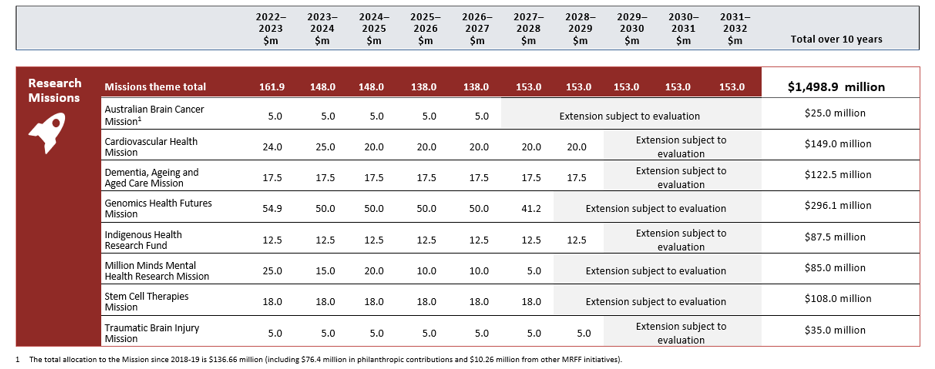 2022– 2023– 2024– 2025– 2026– 2027– 2028– 2029– 2030– 2031–
2023 2024 2025 2026 2027 2028 2029 2030 2031 2032
$m $m $m $m $m $m $m $m $m $m Total over 10 years
Research
Missions
Missions theme total 161.9 148.0 148.0 138.0 138.0 153.0 153.0 153.0 153.0 153.0 $1,498.9 million
Australian Brain Cancer
Mission1 5.0 5.0 5.0 5.0 5.0 Extension subject to evaluation $25.0 million
Cardiovascular Health
Mission 24.0 25.0 20.0 20.0 20.0 20.0 20.0 Extension subject to
evaluation $149.0 million
Dementia, Ageing and
Aged Care Mission 17.5 17.5 17.5 17.5 17.5 17.5 17.5 Extension subject to
evaluation $122.5 million
Genomics Health Futures
Mission 54.9 50.0 50.0 50.0 50.0 41.2 Extension subject to evaluation $296.1 million
Indigenous Health
Research Fund 12.5 12.5 12.5 12.5 12.5 12.5 12.5 Extension subject to
evaluation $87.5 million
Million Minds Mental
Health Research Mission 25.0 15.0 20.0 10.0 10.0 5.0 Extension subject to evaluation $85.0 million
Stem Cell Therapies
Mission 18.0 18.0 18.0 18.0 18.0 18.0 Extension subject to evaluation $108.0 million
Traumatic Brain Injury
Mission 5.0 5.0 5.0 5.0 5.0 5.0 5.0 Extension subject to
evaluation $35.0 million
1 The total allocation to the Mission since 2018-19 is $136.66 million (including $76.4 million in philanthropic contributions and $10.26 million from other MRFF initiatives).